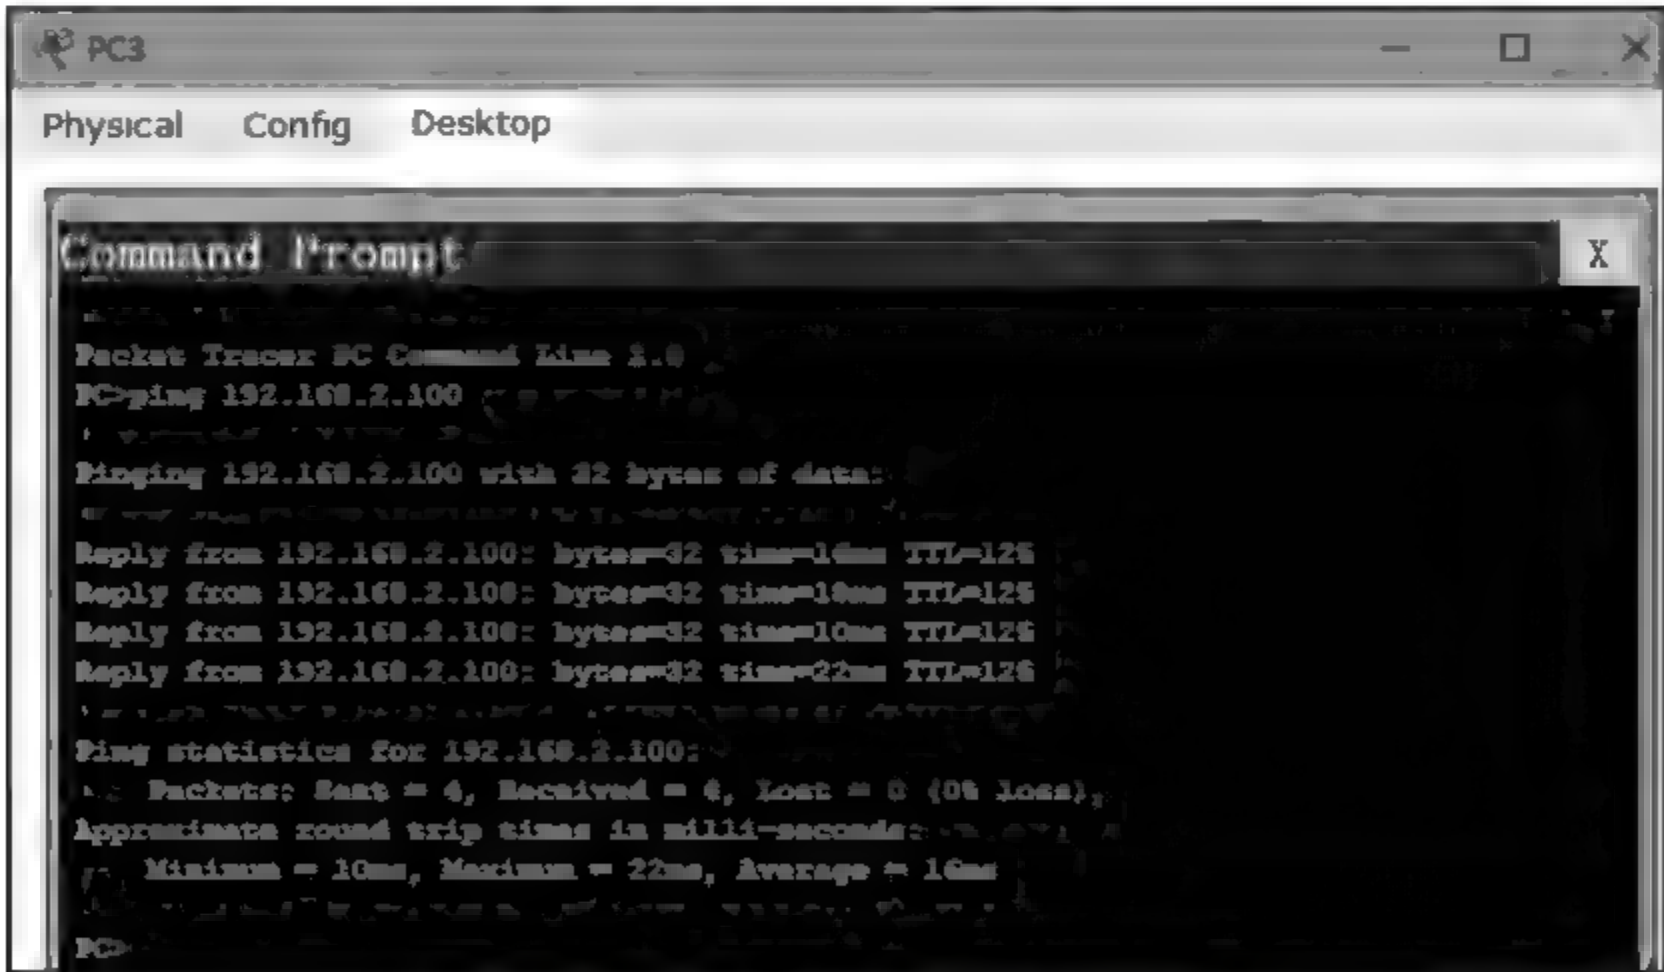 PC3
Physical Config Desktop
Command Prompt
X
Packet Tracer PC Command Line 1.0
PC>ping 192.168.2.100
Pinging 192.168.2.100 with 32 bytes of data:
Reply from 192.168.2.100: bytes=32 time=16ms TTL=126
Reply from 192.168.2.100: bytes=32 time=18ms TTL=126
Reply from 192.168.2.100: bytes=32 time=10ms TTL=126
Reply from 192.168.2.100: bytes=32 time=22ms TTL=126
Ping statistics for 192.168.2.100:
Packets: Sent = 4, Received = 4, Lost = 0 (0% loss),
Approximate round trip times in milli-seconds:
Minimum = 10ms, Maximum = 22ms, Average = 16ms
PC>